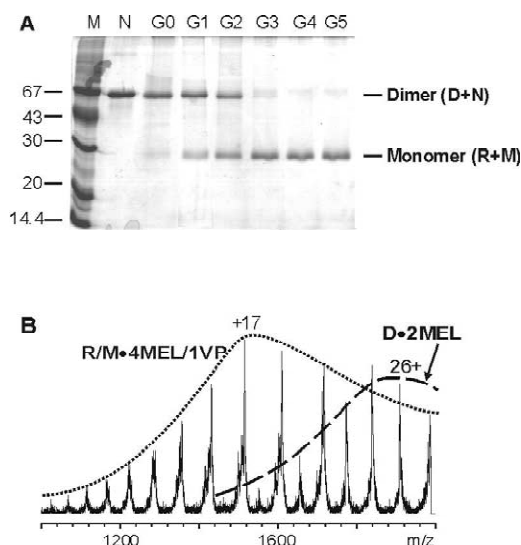 A
M N G0 G1 G2 G3 G4 G5
67
43
30
20
14.4
Dimer (D+N)
Monomer (R+M)
B
+17
D•2MEL
R/M•4MEL/1VP
26+
1200 1600 m/z